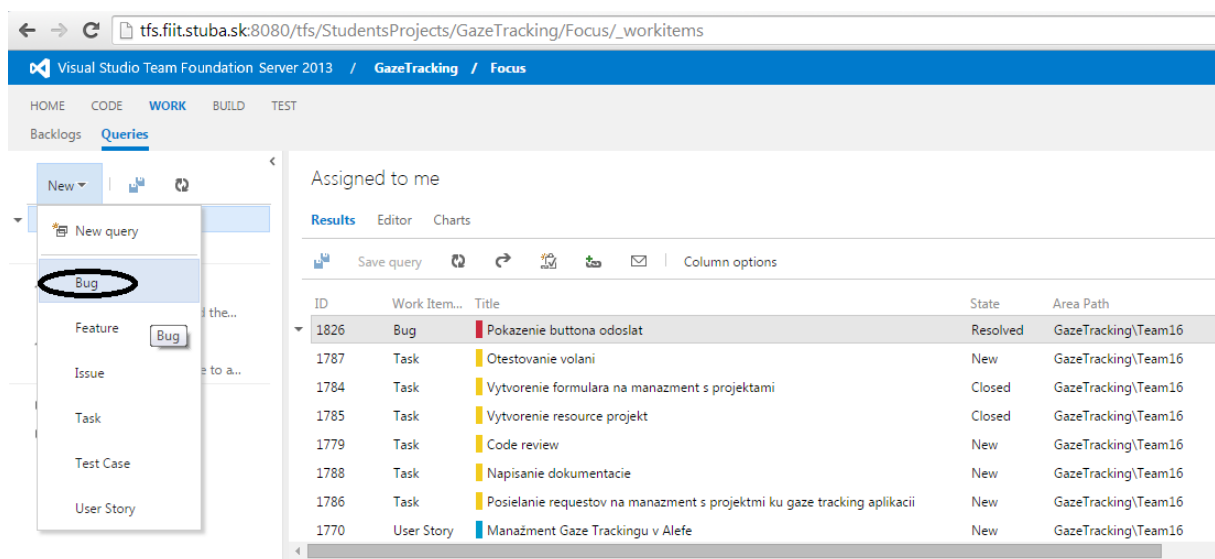 tfs.fiit.stuba.sk:8080/tfs/StudentsProjects/GazeTracking/Focus/_workitems
Visual Studio Team Foundation Server 2013 / GazeTracking / Focus
HOME CODE WORK BUILD TEST
Backlogs Queries
New
New query
Bug
Feature
Bug
Issue
Task
Test Case
User Story
d the...
e to a...
Assigned to me
Results Editor Charts
Save query Column options
ID Work Item... Title State Area Path
1826 Bug Pokazenie buttona odoslat Resolved GazeTracking\Team16
1787 Task Otestovanie volani New GazeTracking\Team16
1784 Task Vytvorenie formulara na manazment s projektami Closed GazeTracking\Team16
1785 Task Vytvorenie resource projekt Closed GazeTracking\Team16
1779 Task Code review New GazeTracking\Team16
1788 Task Napisanie dokumentacie New GazeTracking\Team16
1786 Task Posielanie requestov na manazment s projektmi ku gaze tracking aplikacii New GazeTracking\Team16
1770 User Story Manažment Gaze Trackingu v Alefe New GazeTracking\Team16